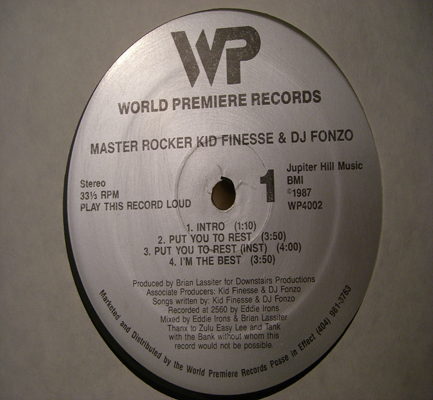 WP
WORLD PREMIERE RECORDS
MASTER ROCKER KID FINESSE & DJ FONZO
Stereo
33⅓ RPM
PLAY THIS RECORD LOUD
1
Jupiter Hill Music
BMI
©1987
WP4002
1. INTRO (1:10)
2. PUT YOU TO REST (3:50)
3. PUT YOU TO REST (INST) (4:00)
4. I'M THE BEST (3:50)
Produced by Brian Lassiter for Downstairs Productions
Associate Producers: Kid Finesse & DJ Fonzo
Songs written by: Kid Finesse & DJ Fonzo
Recorded at 2560 by Eddie Irons
Mixed by Eddie Irons & Brian Lassiter
Thanx to Zulu Easy Lee and Tank
with the Bank without whom this
record would not be possible.
Marketed and Distributed by the World Premiere Records Posse in Effect (404) 981-3763